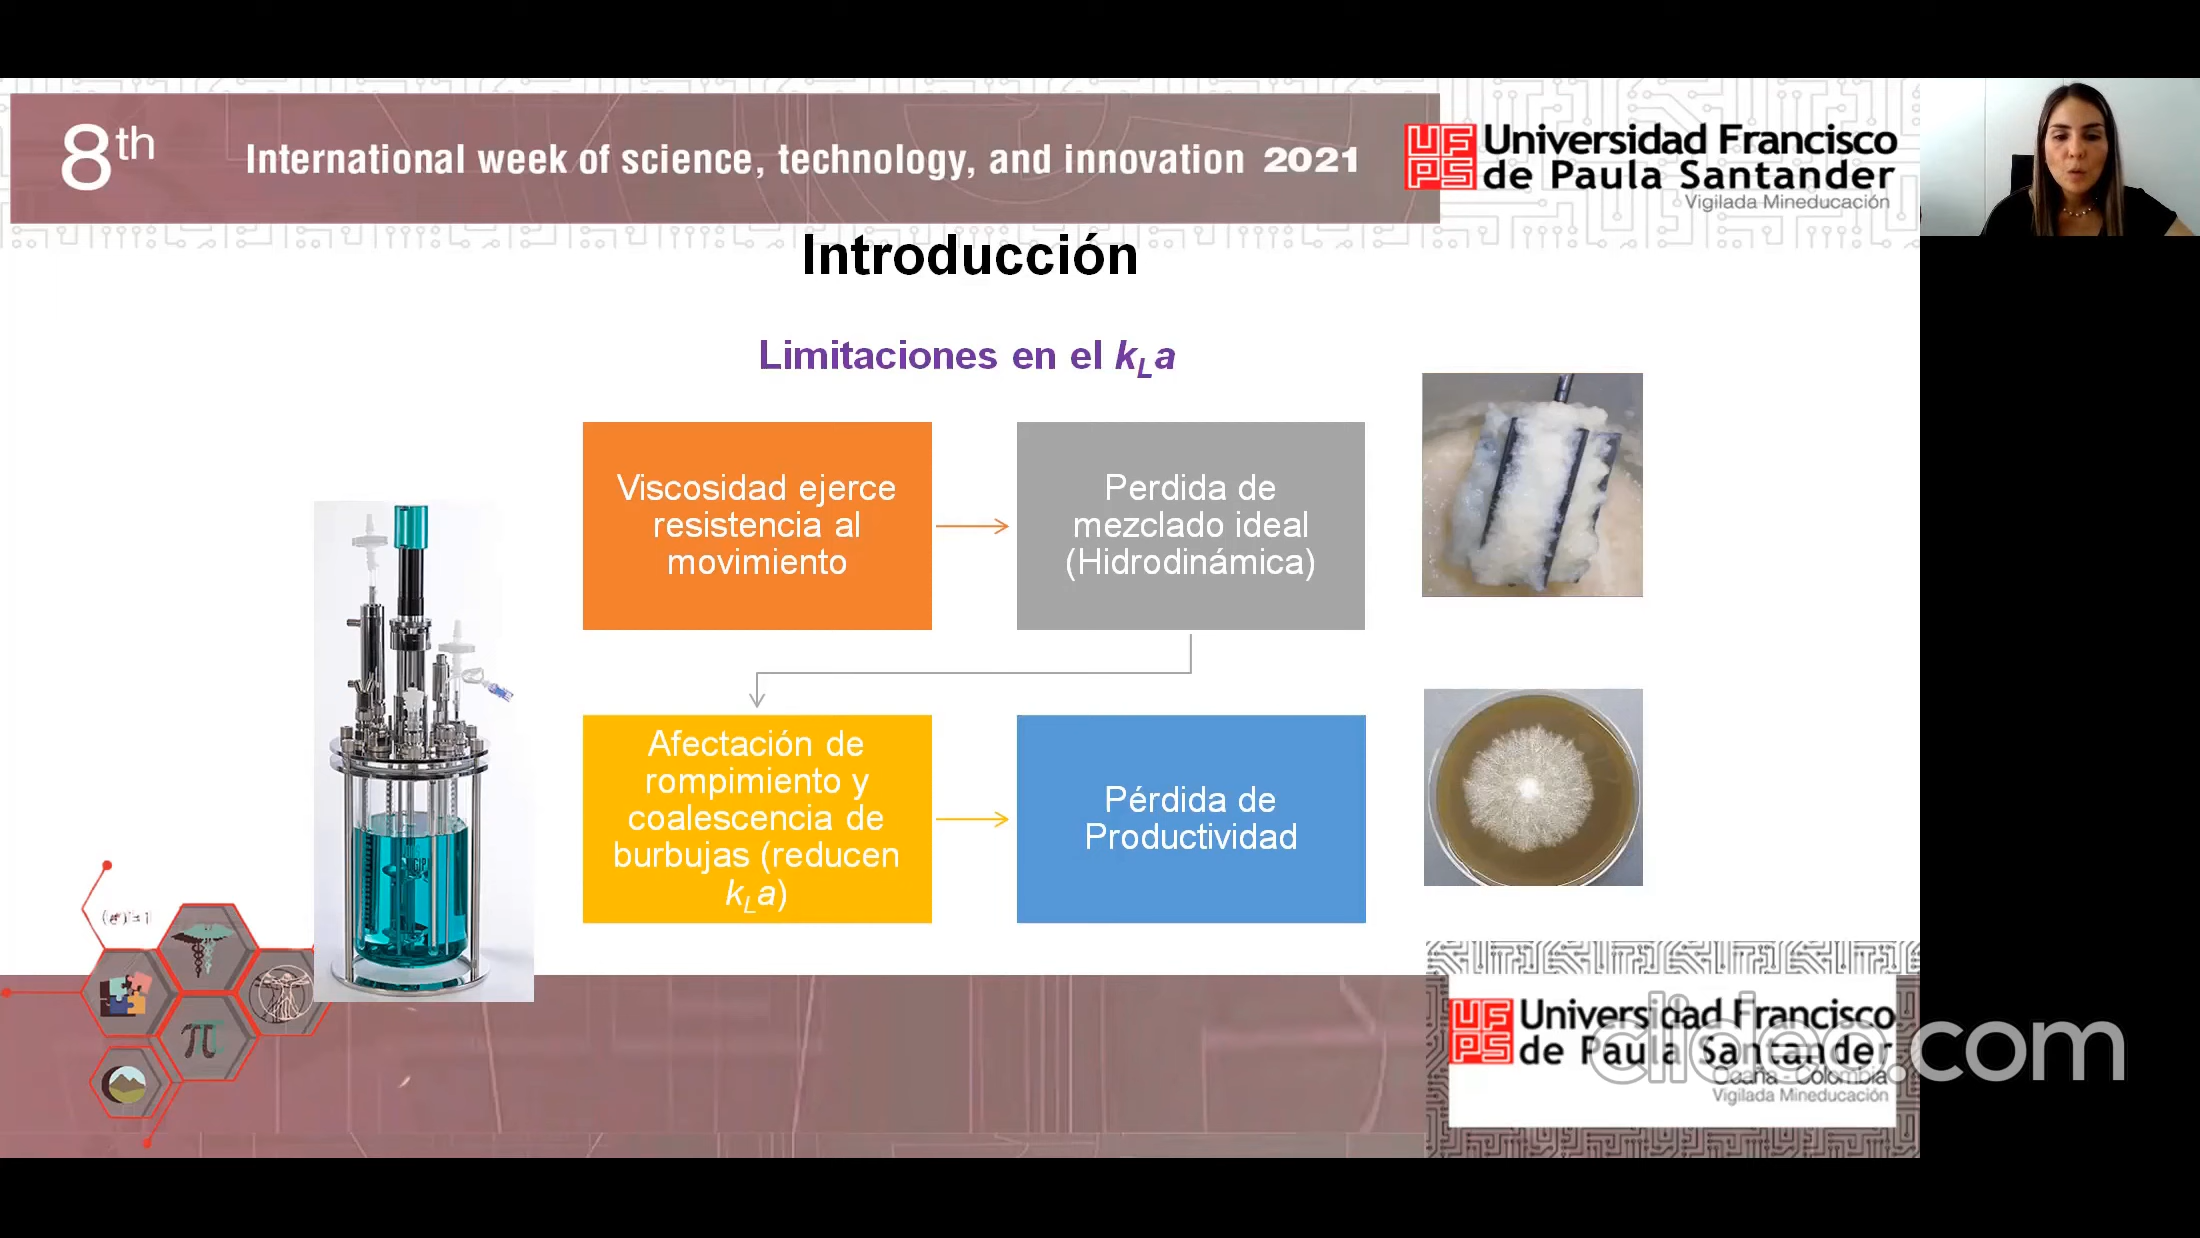 8th
International week of science, technology, and innovation 2021
UFPS
Universidad Francisco
de Paula Santander
Vigilada Mineducación
Introducción
Limitaciones en el kLa
Viscosidad ejerce
resistencia al
movimiento
Perdida de
mezclado ideal
(Hidrodinámica)
Afectación de
rompimiento y
coalescencia de
burbujas (reducen
kLa)
Pérdida de
Productividad
π
UFPS
Universidad Francisco
de Paula Santander
Ocaña - Colombia
Vigilada Mineducación
clideo.com